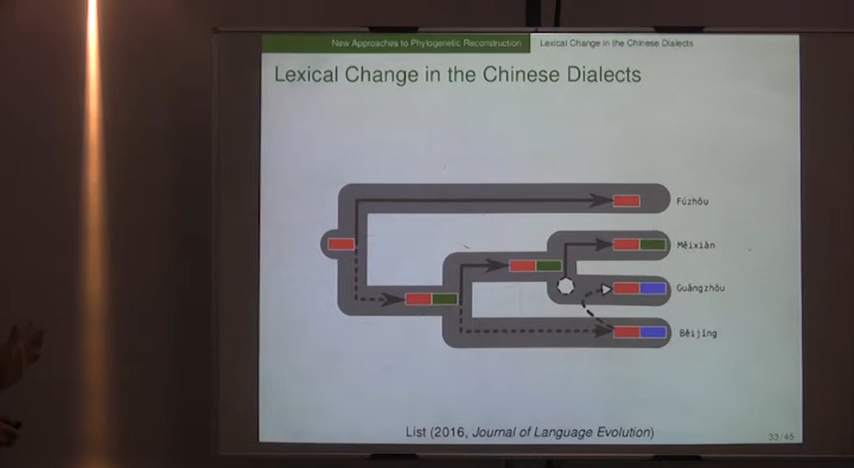 New Approaches to Phylogenetic Reconstruction
Lexical Change in the Chinese Dialects
Lexical Change in the Chinese Dialects
Fúzhōu
Měixiàn
Guǎngzhōu
Běijīng
List (2016, Journal of Language Evolution)
33/45